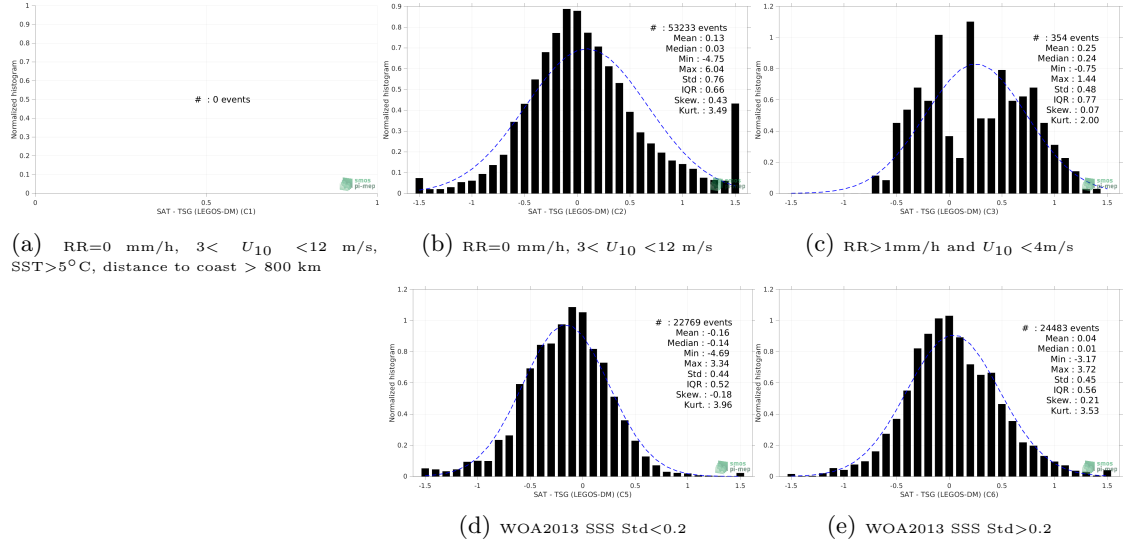 Normalized histogram
1
0.9
0.8
0.7
0.6
0.5
0.4
0.3
0.2
0.1
0
# : 0 events
smos
pi-mep
0 0.5 1
SAT - TSG (LEGOS-DM) (C1)
(a) RR=0 mm/h, 3< U10 <12 m/s,
SST>5°C, distance to coast > 800 km
Normalized histogram
0.9
0.8
0.7
0.6
0.5
0.4
0.3
0.2
0.1
0
# : 53233 events
Mean : 0.13
Median : 0.03
Min : -4.75
Max : 6.04
Std : 0.76
IQR : 0.66
Skew. : 0.43
Kurt. : 3.49
smos
pi-mep
-1.5 -1 -0.5 0 0.5 1 1.5
SAT - TSG (LEGOS-DM) (C2)
(b) RR=0 mm/h, 3< U10 <12 m/s
Normalized histogram
1.2
1
0.8
0.6
0.4
0.2
0
# : 354 events
Mean : 0.25
Median : 0.24
Min : -0.75
Max : 1.44
Std : 0.48
IQR : 0.77
Skew. : 0.07
Kurt. : 2.00
smos
pi-mep
-1.5 -1 -0.5 0 0.5 1 1.5
SAT - TSG (LEGOS-DM) (C3)
(c) RR>1mm/h and U10 <4m/s
Normalized histogram
1.2
1
0.8
0.6
0.4
0.2
0
# : 22769 events
Mean : -0.16
Median : -0.14
Min : -4.69
Max : 3.34
Std : 0.44
IQR : 0.52
Skew. : -0.18
Kurt. : 3.96
smos
pi-mep
-1.5 -1 -0.5 0 0.5 1 1.5
SAT - TSG (LEGOS-DM) (C5)
(d) WOA2013 SSS Std<0.2
Normalized histogram
1.2
1
0.8
0.6
0.4
0.2
0
# : 24483 events
Mean : 0.04
Median : 0.01
Min : -3.17
Max : 3.72
Std : 0.45
IQR : 0.56
Skew. : 0.21
Kurt. : 3.53
smos
pi-mep
-1.5 -1 -0.5 0 0.5 1 1.5
SAT - TSG (LEGOS-DM) (C6)
(e) WOA2013 SSS Std>0.2